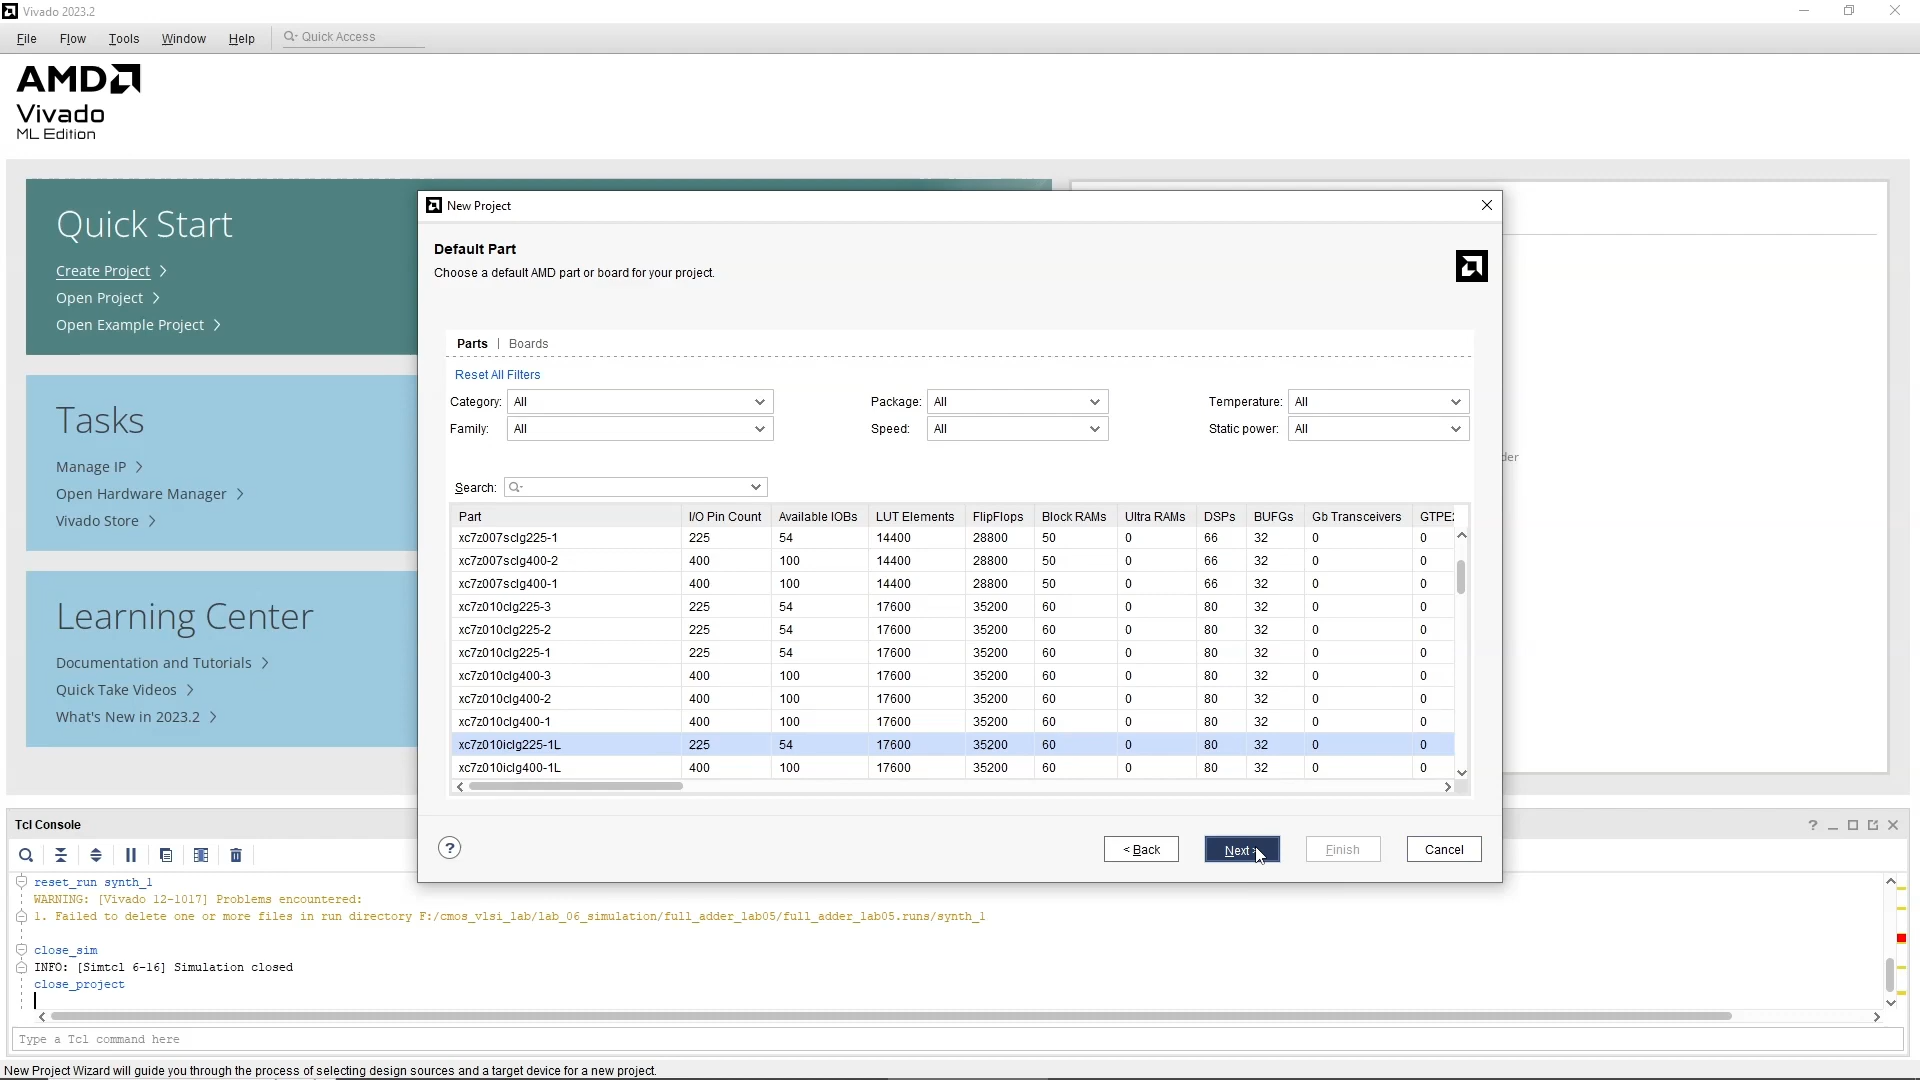 Vivado 2023.2
File Flow Tools Window Help Quick Access
AMD
Vivado
ML Edition
Quick Start
Create Project
Open Project
Open Example Project
Tasks
Manage IP
Open Hardware Manager
Vivado Store
Learning Center
Documentation and Tutorials
Quick Take Videos
What's New in 2023.2
New Project
Default Part
Choose a default AMD part or board for your project.
Parts | Boards
Reset All Filters
Category: All Package: All Temperature: All
Family: All Speed: All Static power: All
Search:
Part I/O Pin Count Available IOBs LUT Elements FlipFlops Block RAMs Ultra RAMs DSPs BUFGs Gb Transceivers
xc7z007sclg225-1 225 54 14400 28800 50 0 66 32 0 0
xc7z007sclg400-2 400 100 14400 28800 50 0 66 32 0 0
xc7z007sclg400-1 400 100 14400 28800 50 0 66 32 0 0
xc7z010clg225-3 225 54 17600 35200 60 0 80 32 0 0
xc7z010clg225-2 225 54 17600 35200 60 0 80 32 0 0
xc7z010clg225-1 225 54 17600 35200 60 0 80 32 0 0
xc7z010clg400-3 400 100 17600 35200 60 0 80 32 0 0
xc7z010clg400-2 400 100 17600 35200 60 0 80 32 0 0
xc7z010clg400-1 400 100 17600 35200 60 0 80 32 0 0
xc7z010iclg225-1L 225 54 17600 35200 60 0 80 32 0 0
xc7z010iclg400-1L 400 100 17600 35200 60 0 80 32 0 0
? < Back Next > Finish Cancel
Tcl Console
reset_run synth_1
WARNING: [Vivado 12-1017] Problems encountered:
1. Failed to delete one or more files in run directory F:/cmos_vlsi_lab/lab_06_simulation/full_adder_lab05/full_adder_lab05.runs/synth_1
close_sim
INFO: [Simtcl 6-16] Simulation closed
close_project
Type a Tcl command here
New Project Wizard will guide you through the process of selecting design sources and a target device for a new project.